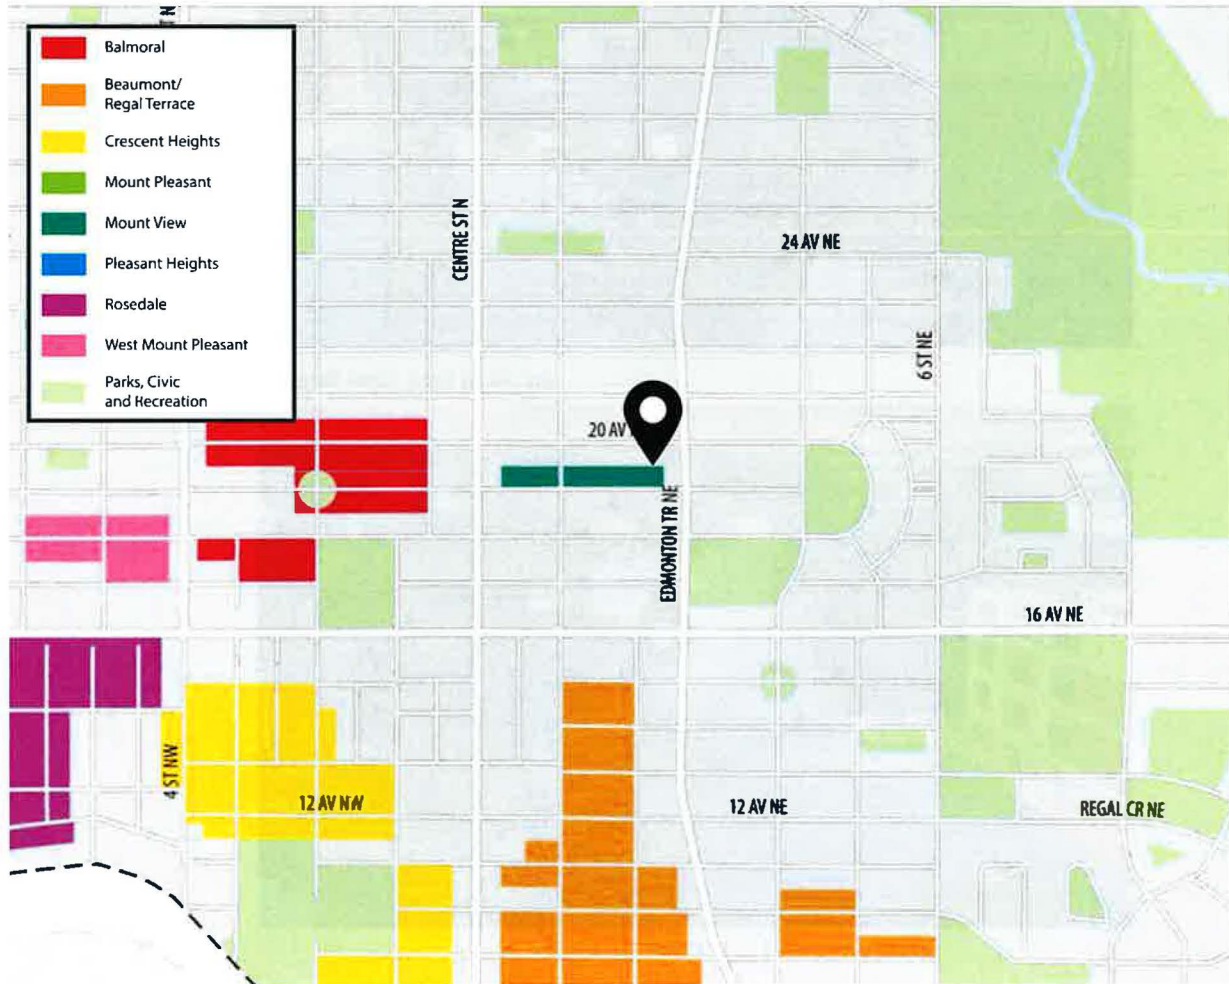 Balmoral
Beaumont/
Regal Terrace
Crescent Heights
Mount Pleasant
Mount View
Pleasant Heights
Rosedale
West Mount Pleasant
Parks, Civic
and Recreation
CENTRE ST N
24 AV NE
6 ST NE
20 AV
EDMONTON TR NE
16 AV NE
4 ST NW
12 AV NW
12 AV NE
REGAL CR NE